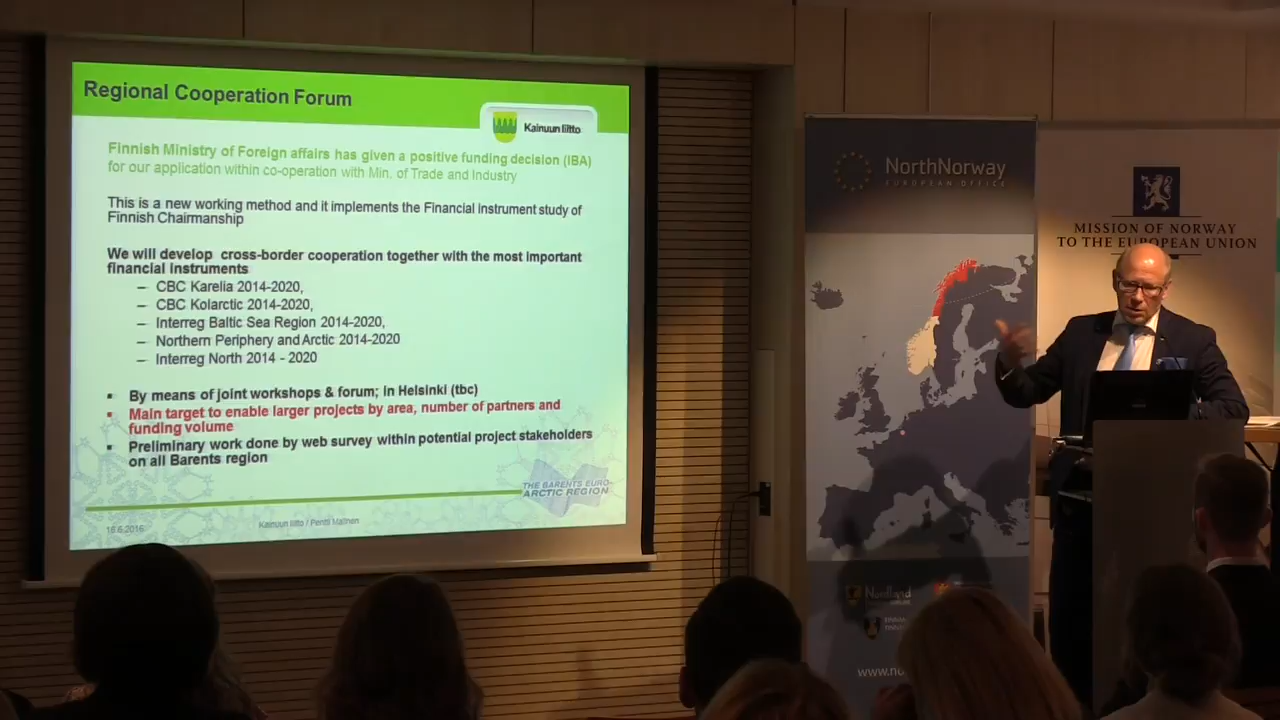 Regional Cooperation Forum
Kainuun liitto
Finnish Ministry of Foreign affairs has given a positive funding decision (IBA)
for our application within co-operation with Min. of Trade and Industry
This is a new working method and it implements the Financial instrument study of
Finnish Chairmanship
We will develop cross-border cooperation together with the most important
financial instruments
– CBC Karelia 2014-2020,
– CBC Kolarctic 2014-2020,
– Interreg Baltic Sea Region 2014-2020,
– Northern Periphery and Arctic 2014-2020
– Interreg North 2014 - 2020
▪ By means of joint workshops & forum; in Helsinki (tbc)
▪ Main target to enable larger projects by area, number of partners and
funding volume
▪ Preliminary work done by web survey within potential project stakeholders
on all Barents region
THE BARENTS EURO
ARCTIC REGION
16.6.2016
Kainuun liitto / Pentti Malinen
NorthNorway
EUROPEAN OFFICE
Nordland
www.no
MISSION OF NORWAY
TO THE EUROPEAN UNION